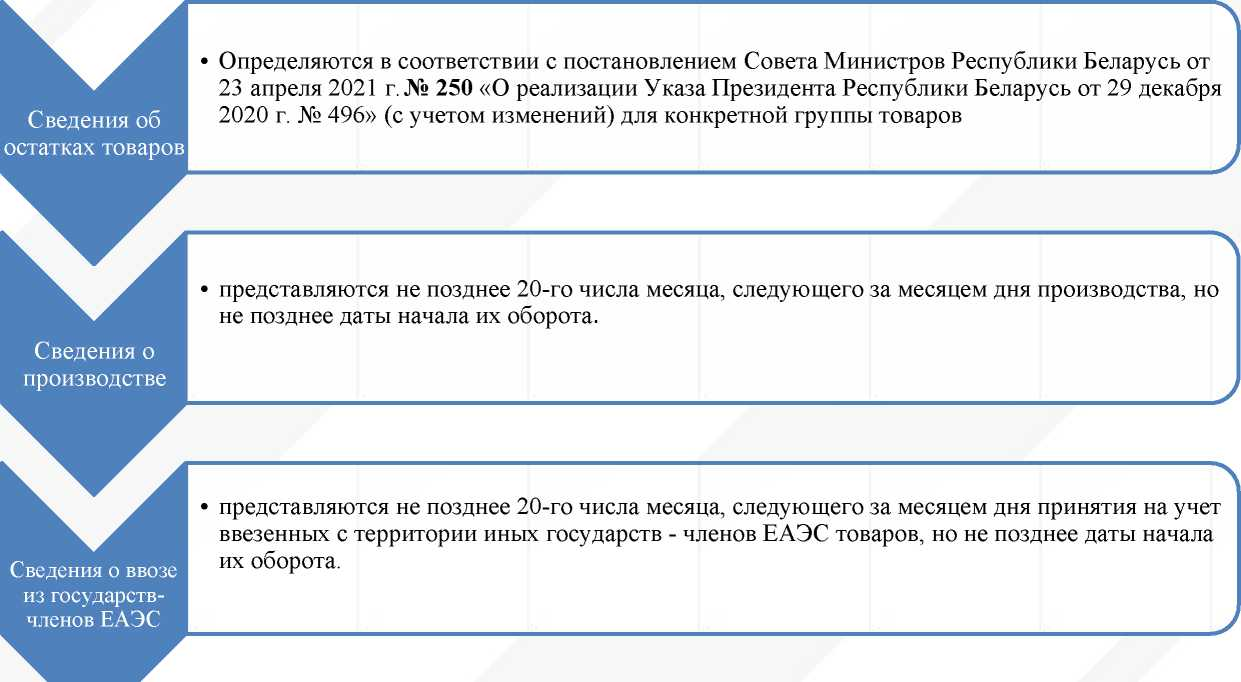 Сведения об
остатках товаров
• Определяются в соответствии с постановлением Совета Министров Республики Беларусь от
23 апреля 2021 г. № 250 «О реализации Указа Президента Республики Беларусь от 29 декабря
2020 г. № 496» (с учетом изменений) для конкретной группы товаров
Сведения о
производстве
• представляются не позднее 20-го числа месяца, следующего за месяцем дня производства, но
не позднее даты начала их оборота.
Сведения о ввозе
из государств-
членов ЕАЭС
• представляются не позднее 20-го числа месяца, следующего за месяцем дня принятия на учет
ввезенных с территории иных государств - членов ЕАЭС товаров, но не позднее даты начала
их оборота.